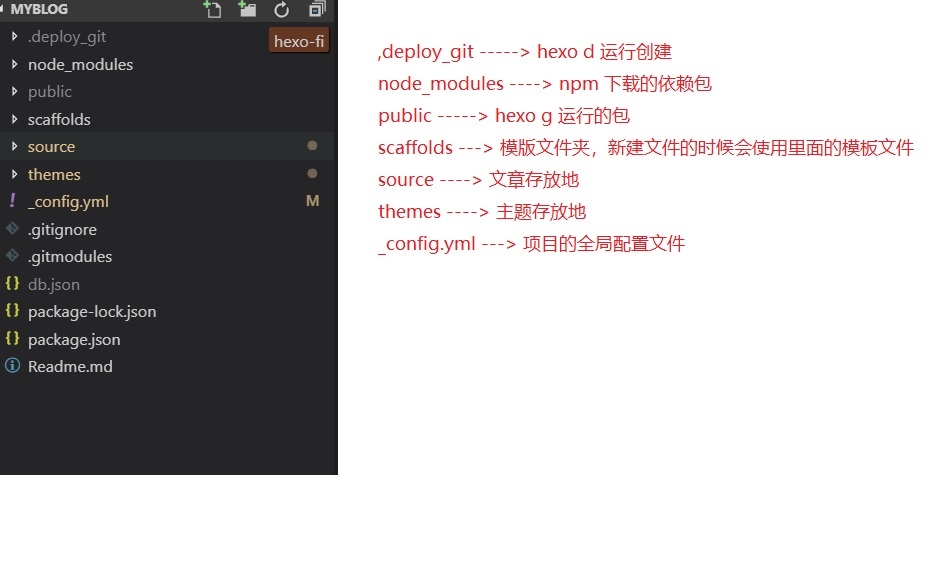 MYBLOG
.deploy_git
hexo-fi
node_modules
public
scaffolds
source
themes
! _config.yml M
.gitignore
.gitmodules
{} db.json
{} package-lock.json
{} package.json
Readme.md
,deploy_git -----> hexo d 运行创建
node_modules ----> npm 下载的依赖包
public -----> hexo g 运行的包
scaffolds ---> 模版文件夹，新建文件的时候会使用里面的模板文件
source ----> 文章存放地
themes ----> 主题存放地
_config.yml ---> 项目的全局配置文件